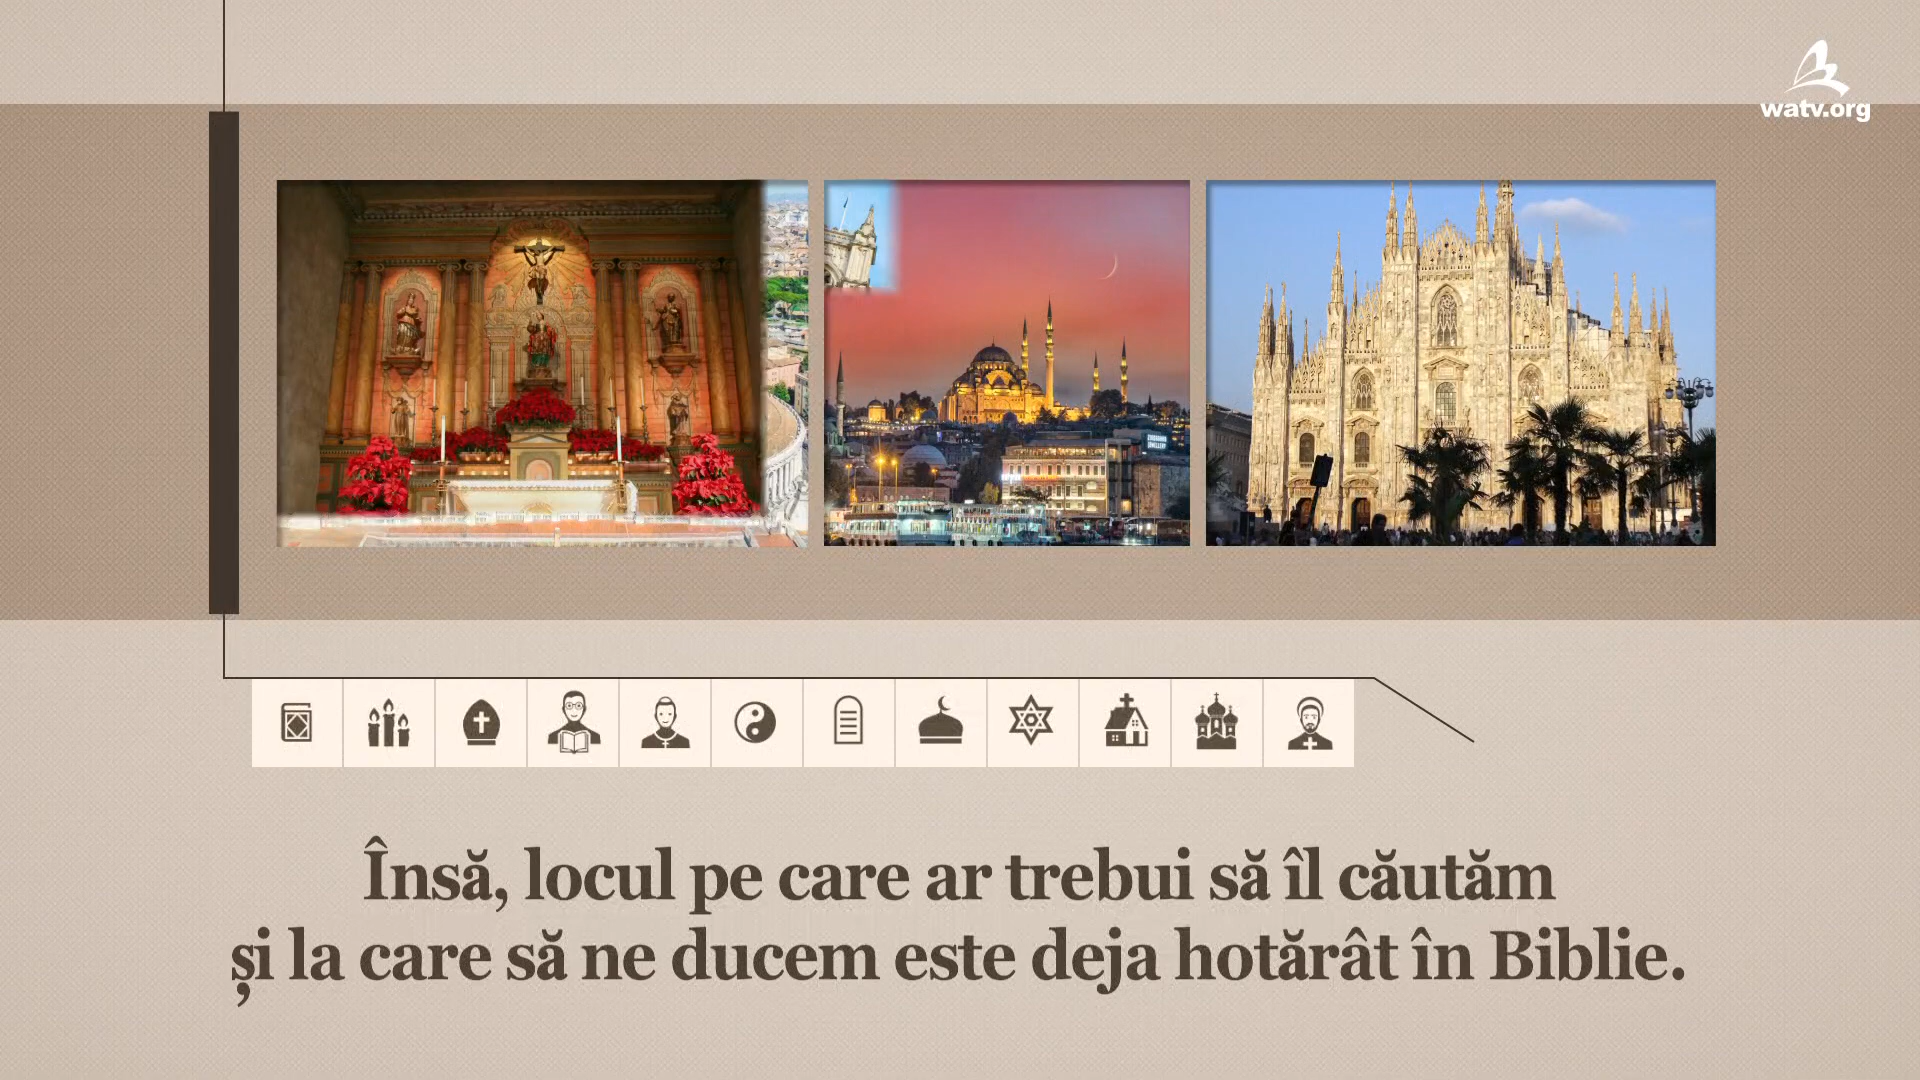 watv.org
Însă, locul pe care ar trebui să îl căutăm
și la care să ne ducem este deja hotărât în Biblie.